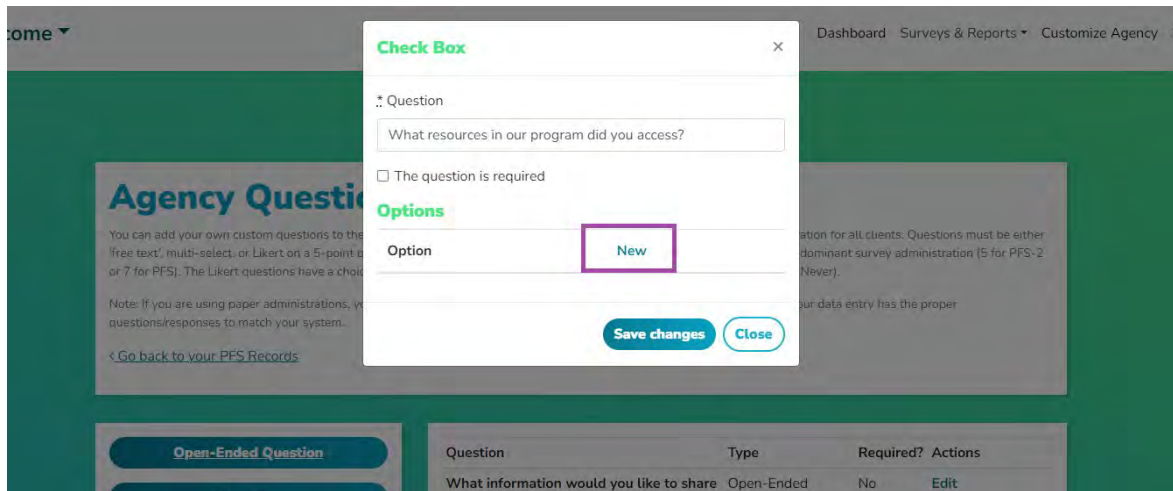 come
Dashboard Surveys & Reports Customize Agency
Check Box ×
* Question
What resources in our program did you access?
The question is required
Options
Option New
Save changes Close
Agency Questio
You can add your own custom questions to the
ation for all clients. Questions must be either
'free text', multi-select, or Likert on a 5-point
dominant survey administration (5 for PFS-2
or 7 for PFS). The Likert questions have a choic
Never).
Note: If you are using paper administrations, yo
our data entry has the proper
questions/responses to match your system.
< Go back to your PFS Records
Open-Ended Question
Question Type Required? Actions
What information would you like to share Open-Ended No Edit